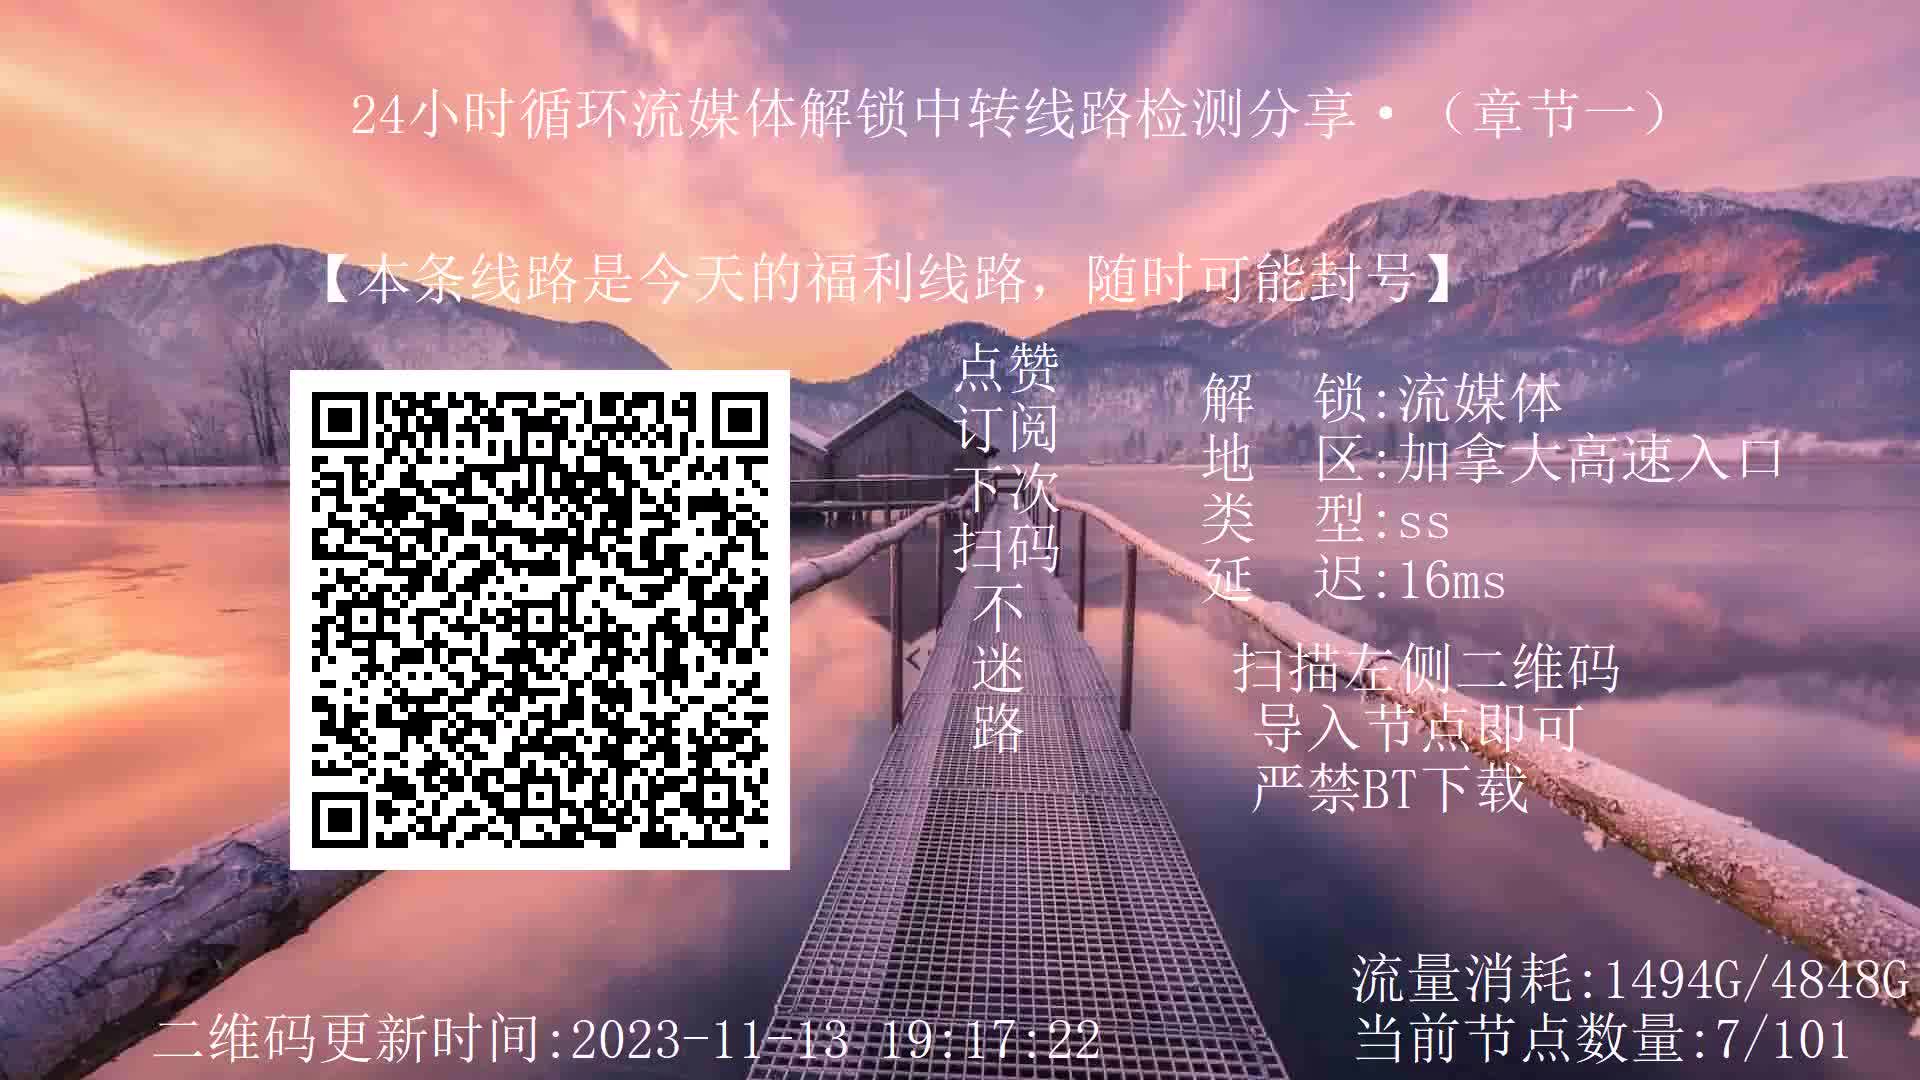 24小时循环流媒体解锁中转线路检测分享·（章节一）
【本条线路是今天的福利线路，随时可能封号】
点赞
订阅
下次
扫码
不
迷
路
解 锁:流媒体
地 区:加拿大高速入口
类 型:ss
延 迟:16ms
扫描左侧二维码
导入节点即可
严禁BT下载
流量消耗:1494G/4848G
二维码更新时间:2023-11-13 19:17:22
当前节点数量:7/101